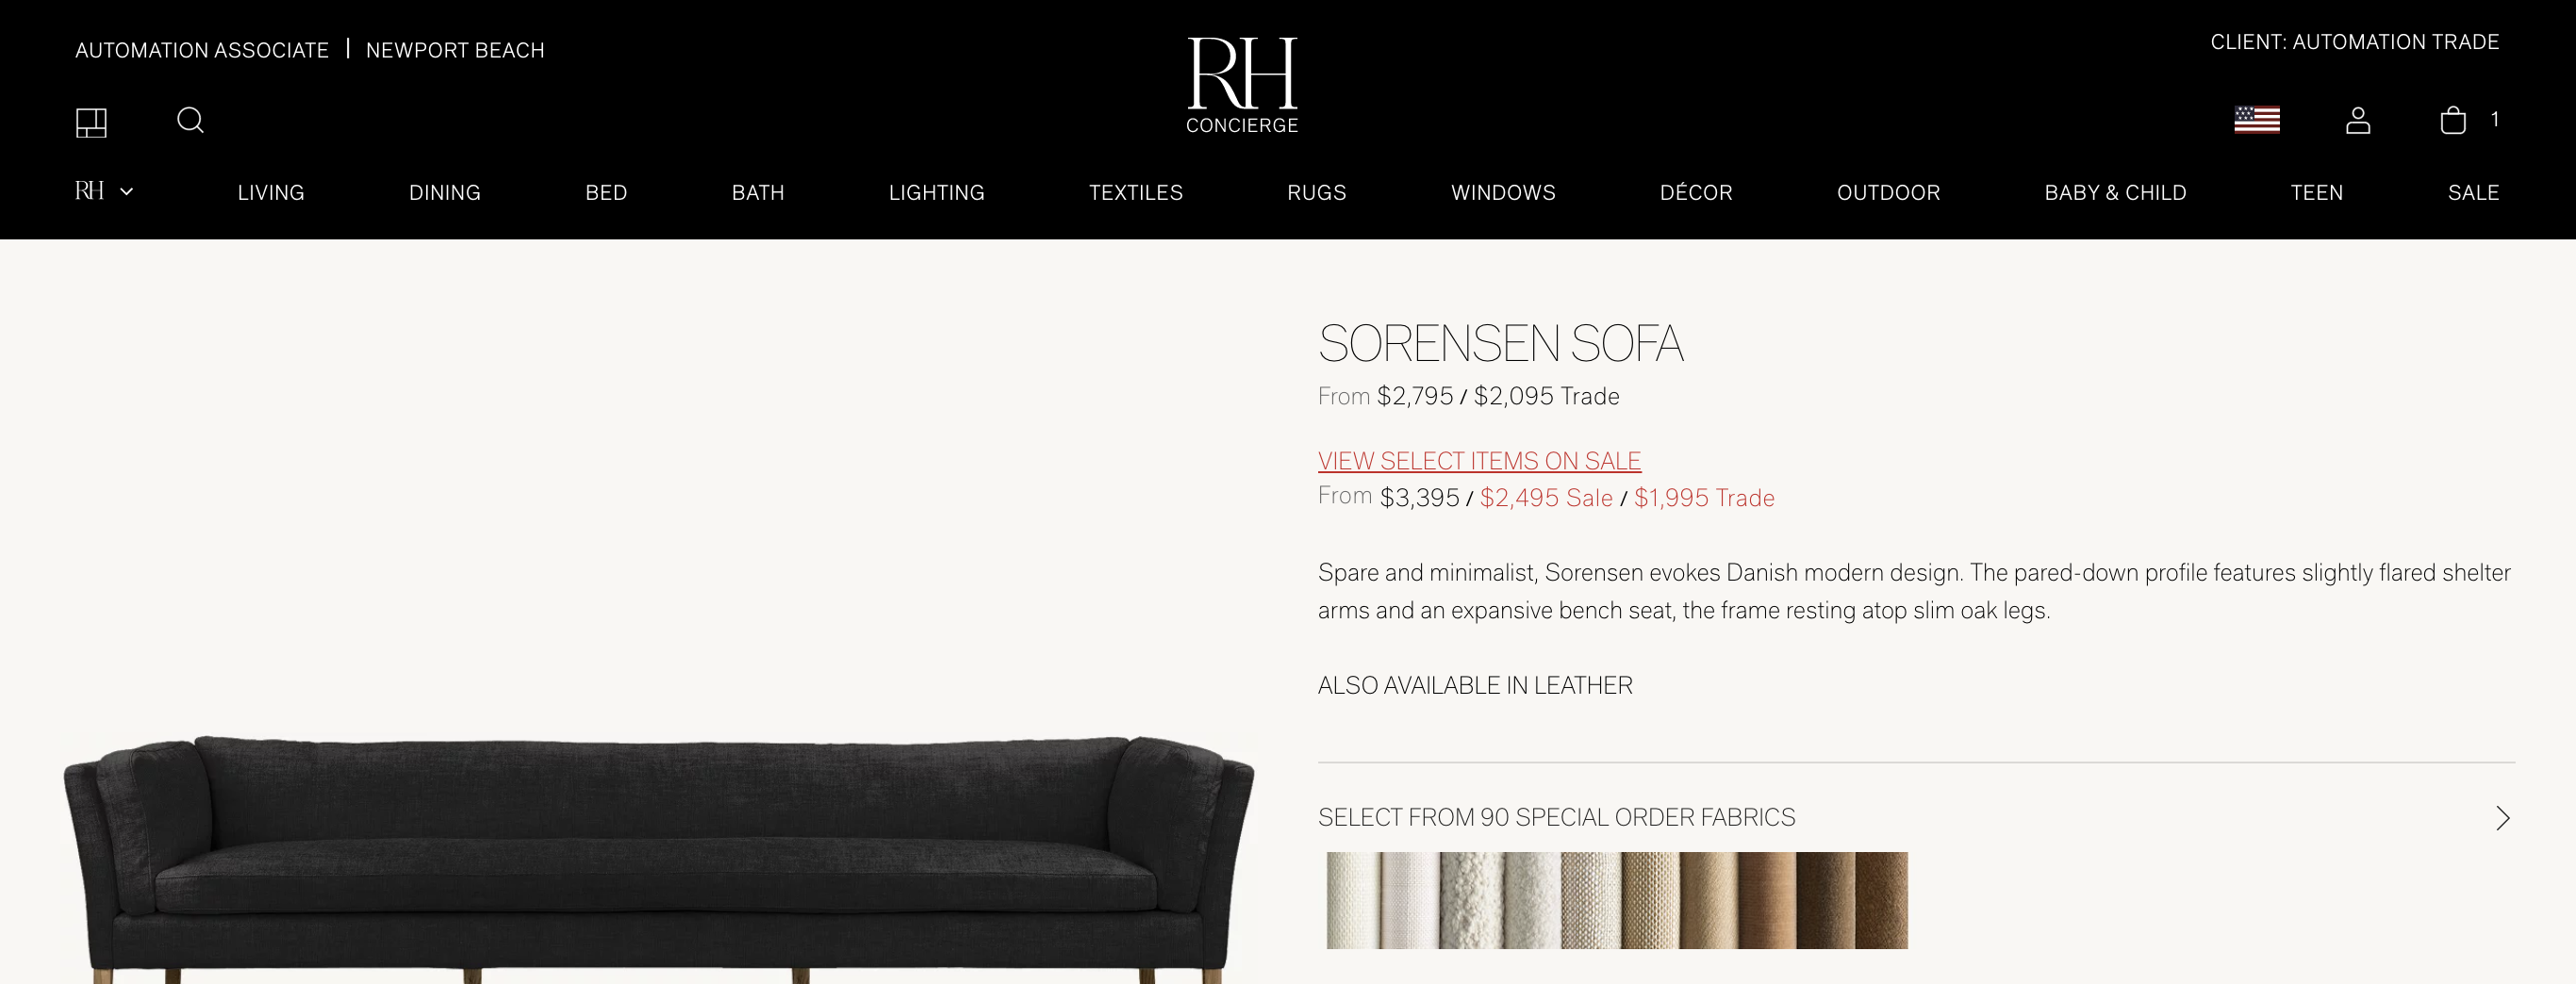 AUTOMATION ASSOCIATE | NEWPORT BEACH
RH
CONCIERGE
CLIENT: AUTOMATION TRADE
1
RH LIVING DINING BED BATH LIGHTING TEXTILES RUGS WINDOWS DÉCOR OUTDOOR BABY & CHILD TEEN SALE
SORENSEN SOFA
From $2,795 / $2,095 Trade
VIEW SELECT ITEMS ON SALE
From $3,395 / $2,495 Sale / $1,995 Trade
Spare and minimalist, Sorensen evokes Danish modern design. The pared-down profile features slightly flared shelter
arms and an expansive bench seat, the frame resting atop slim oak legs.
ALSO AVAILABLE IN LEATHER
SELECT FROM 90 SPECIAL ORDER FABRICS